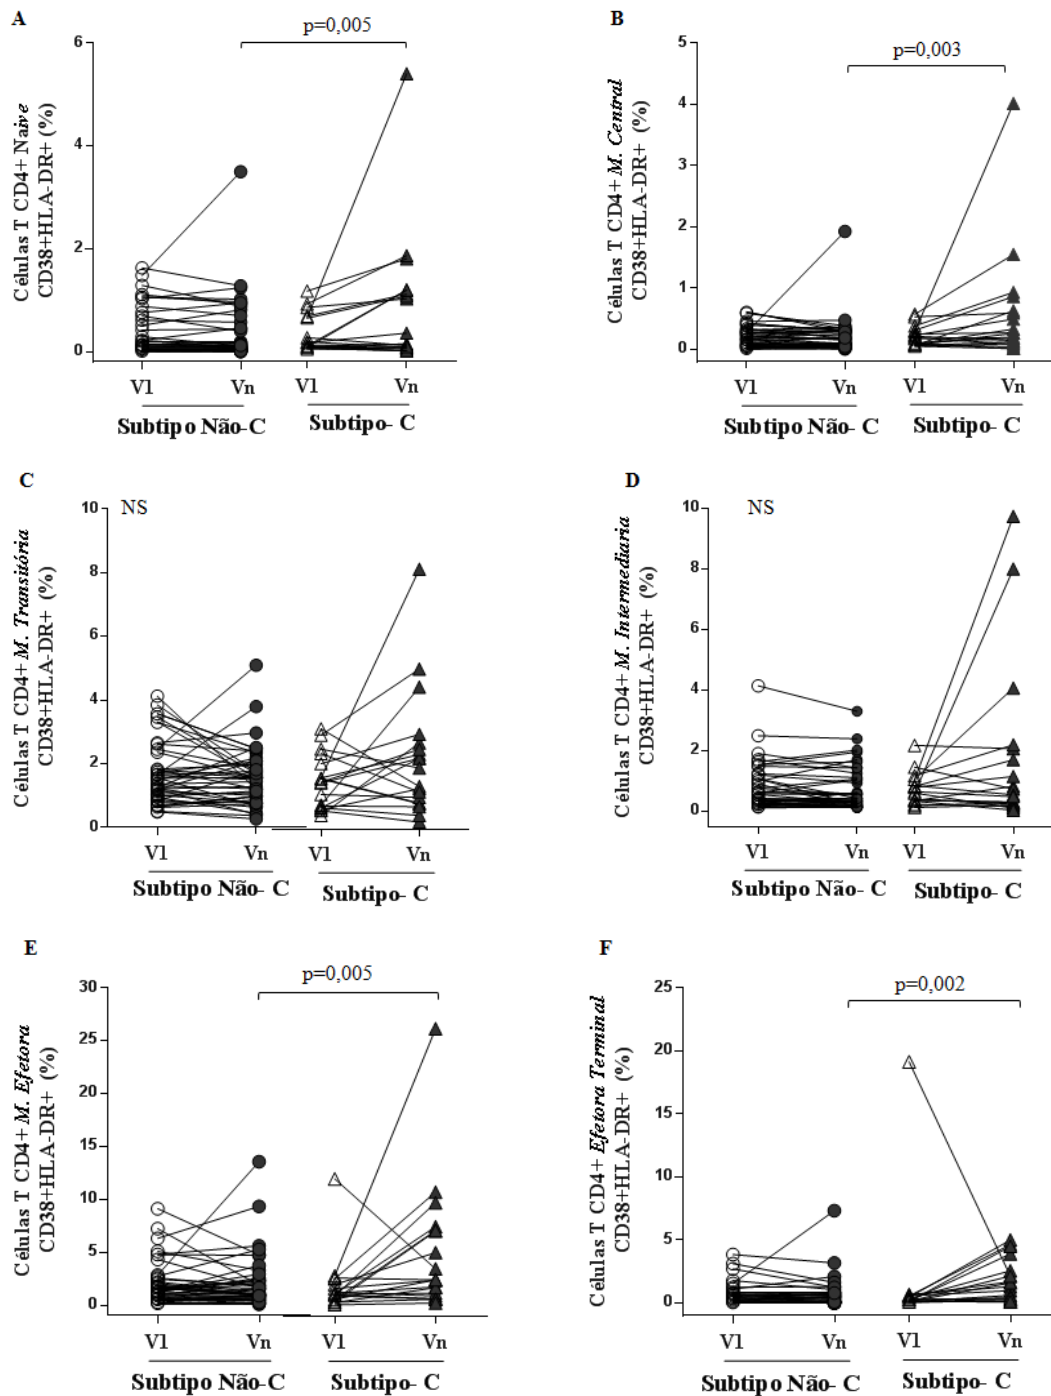 A
p=0,005
Células T CD4+ Naive
CD38+HLA-DR+ (%)
6
4
2
0
V1
Vn
V1
Vn
Subtipo Não-C
Subtipo- C
B
p=0,003
Células T CD4+ M. Central
CD38+HLA-DR+ (%)
5
4
3
2
1
0
V1
Vn
V1
Vn
Subtipo Não- C
Subtipo- C
C
NS
Células T CD4+ M. Transitória
CD38+HLA-DR+ (%)
10
8
6
4
2
0
V1
Vn
V1
Vn
Subtipo Não- C
Subtipo- C
D
NS
Células T CD4+ M. Intermediaria
CD38+HLA-DR+ (%)
10
8
6
4
2
0
V1
Vn
V1
Vn
Subtipo Não- C
Subtipo- C
E
p=0,005
Células T CD4+ M. Efetora
CD38+HLA-DR+ (%)
30
25
20
15
10
5
0
V1
Vn
V1
Vn
Subtipo Não-C
Subtipo- C
F
p=0,002
Células T CD4+ Efetora Terminal
CD38+HLA-DR+ (%)
25
20
15
10
5
0
V1
Vn
V1
Vn
Subtipo Não-C
Subtipo- C